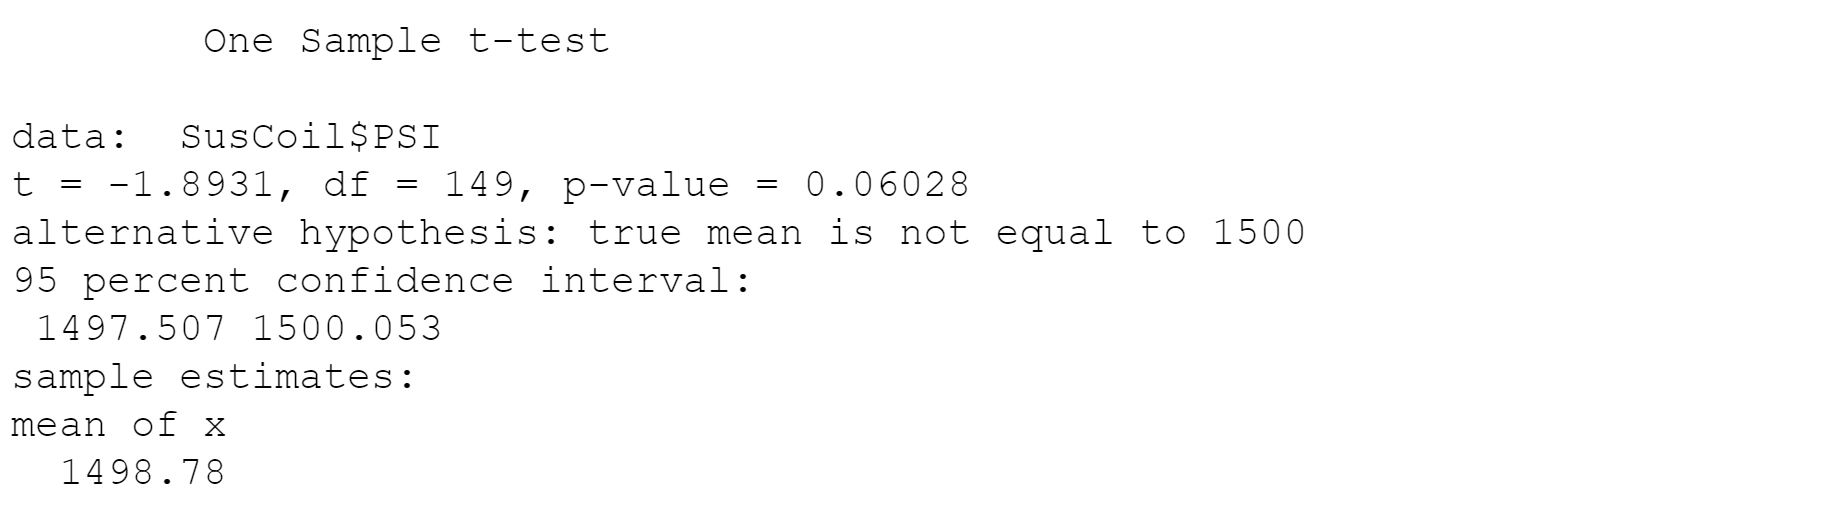 One Sample t-test
data:  SusCoil$PSI
t = -1.8931, df = 149, p-value = 0.06028
alternative hypothesis: true mean is not equal to 1500
95 percent confidence interval:
1497.507 1500.053
sample estimates:
mean of x
1498.78